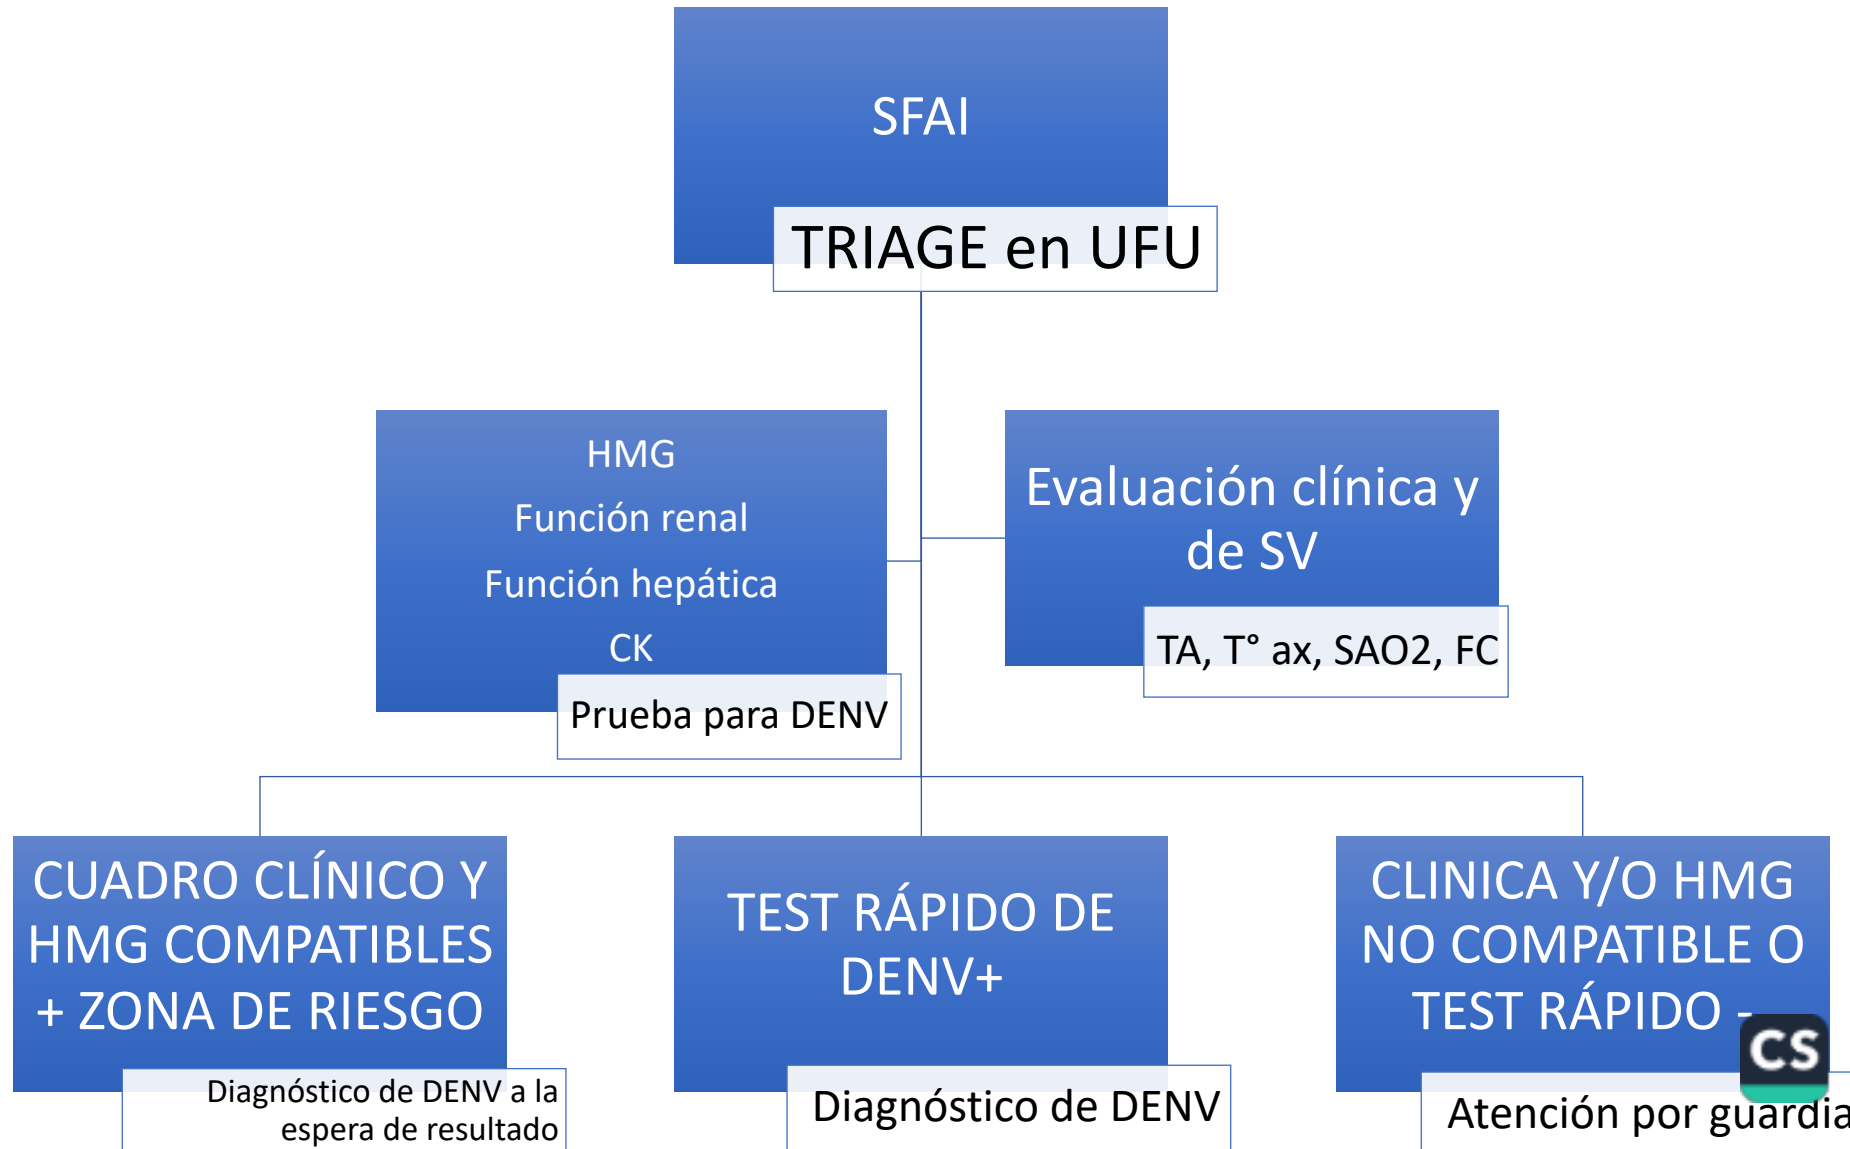 SFAI
TRIAGE en UFU
HMG
Función renal
Función hepática
CK
Prueba para DENV
Evaluación clínica y
de SV
TA, T° ax, SAO2, FC
CUADRO CLÍNICO Y
HMG COMPATIBLES
+ ZONA DE RIESGO
Diagnóstico de DENV a la
espera de resultado
TEST RÁPIDO DE
DENV+
Diagnóstico de DENV
CLINICA Y/O HMG
NO COMPATIBLE O
TEST RÁPIDO -
CS
Atención por guardia